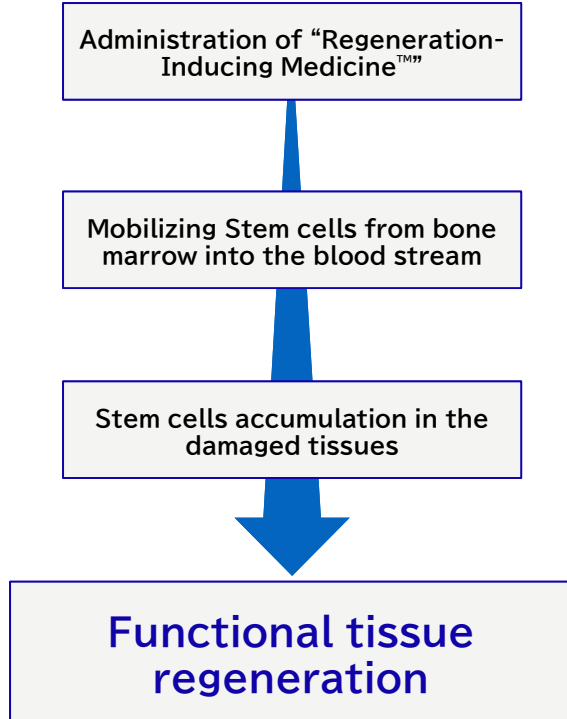 Administration of “Regeneration-
Inducing Medicine™”
Mobilizing Stem cells from bone
marrow into the blood stream
Stem cells accumulation in the
damaged tissues
Functional tissue
regeneration